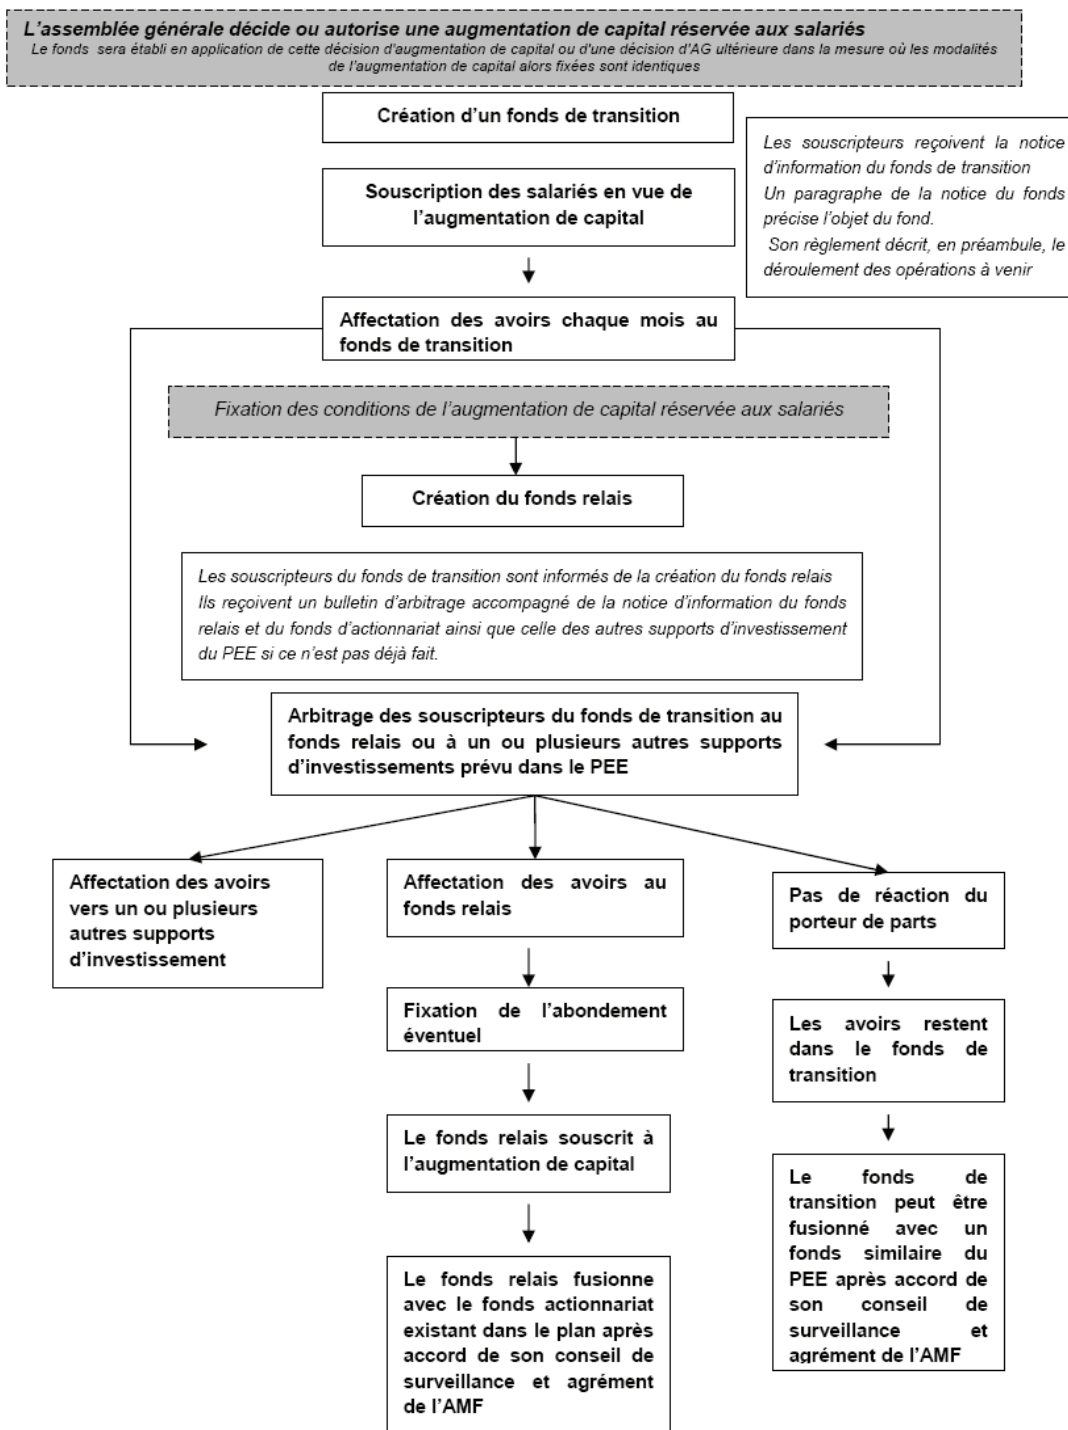 L'assemblée générale décide ou autorise une augmentation de capital réservée aux salariés
Le fonds sera établi en application de cette décision d'augmentation de capital ou d'une décision d'AG ultérieure dans la mesure où les modalités
de l'augmentation de capital alors fixées sont identiques
Création d'un fonds de transition
Les souscripteurs reçoivent la notice
d'information du fonds de transition
Un paragraphe de la notice du fonds
précise l'objet du fond.
Son règlement décrit, en préambule, le
déroulement des opérations à venir
Souscription des salariés en vue de
l'augmentation de capital
Affectation des avoirs chaque mois au
fonds de transition
Fixation des conditions de l'augmentation de capital réservée aux salariés
Création du fonds relais
Les souscripteurs du fonds de transition sont informés de la création du fonds relais
Ils reçoivent un bulletin d'arbitrage accompagné de la notice d'information du fonds
relais et du fonds d'actionnariat ainsi que celle des autres supports d'investissement
du PEE si ce n'est pas déjà fait.
Arbitrage des souscripteurs du fonds de transition au
fonds relais ou à un ou plusieurs autres supports
d'investissements prévu dans le PEE
Affectation des avoirs
vers un ou plusieurs
autres supports
d'investissement
Affectation des avoirs au
fonds relais
Fixation de l'abondement
éventuel
Le fonds relais souscrit à
l'augmentation de capital
Le fonds relais fusionne
avec le fonds actionnariat
existant dans le plan après
accord de son conseil de
surveillance et agrément
de l'AMF
Pas de réaction du
porteur de parts
Les avoirs restent
dans le fonds de
transition
Le fonds de
transition peut être
fusionné avec un
fonds similaire du
PEE après accord de
son conseil de
surveillance et
agrément de l'AMF